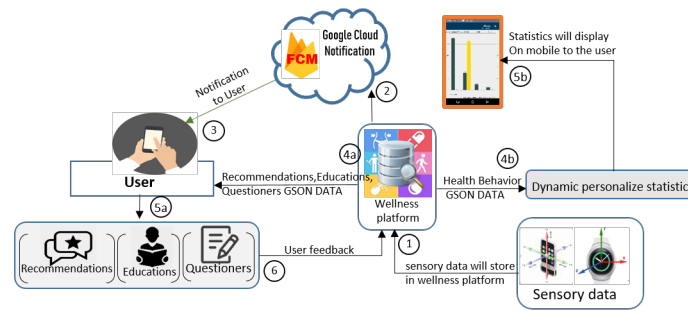 Google Cloud
Notification
FCM
Statistics will display
On mobile to the user
5b
Notification
to User
2
3
4a
4b
User
Recommendations,Educations,
Questioners GSON DATA
Health Behavior
GSON DATA
Dynamic personalize statistic
Wellness
platform
5a
1
Recommendations
Educations
Questioners
User feedback
6
sensory data will store
in wellness platform
Sensory data